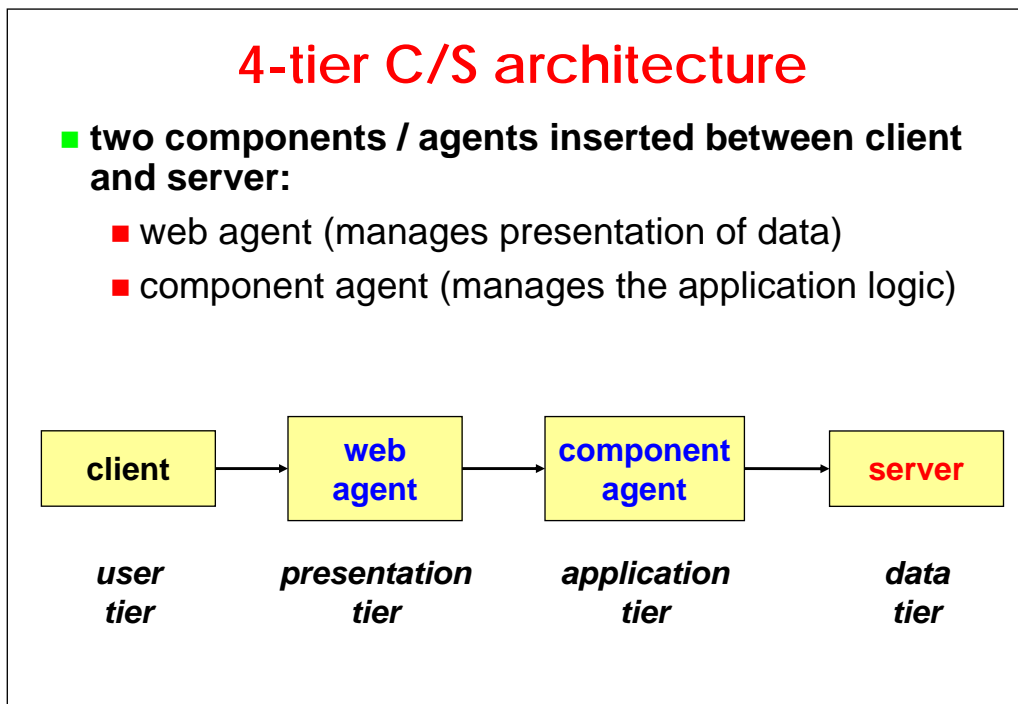 4-tier C/S architecture
two components / agents inserted between client
and server:
web agent (manages presentation of data)
component agent (manages the application logic)
client
web
agent
component
agent
server
user
tier
presentation
tier
application
tier
data
tier